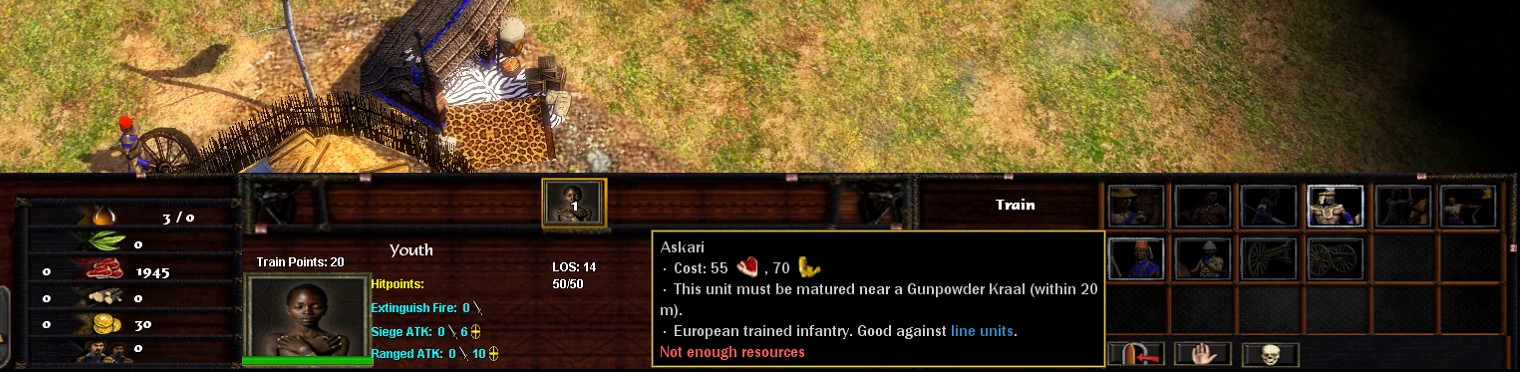 3 / 0
0
0 1945
0 0
0 30
0
1
Youth
Train Points: 20
LOS: 14
50/50
Hitpoints:
Extinguish Fire: 0
Siege ATK: 0 6
Ranged ATK: 0 10
Train
Askari
· Cost: 55 , 70
· This unit must be matured near a Gunpowder Kraal (within 20
m).
· European trained infantry. Good against line units.
Not enough resources